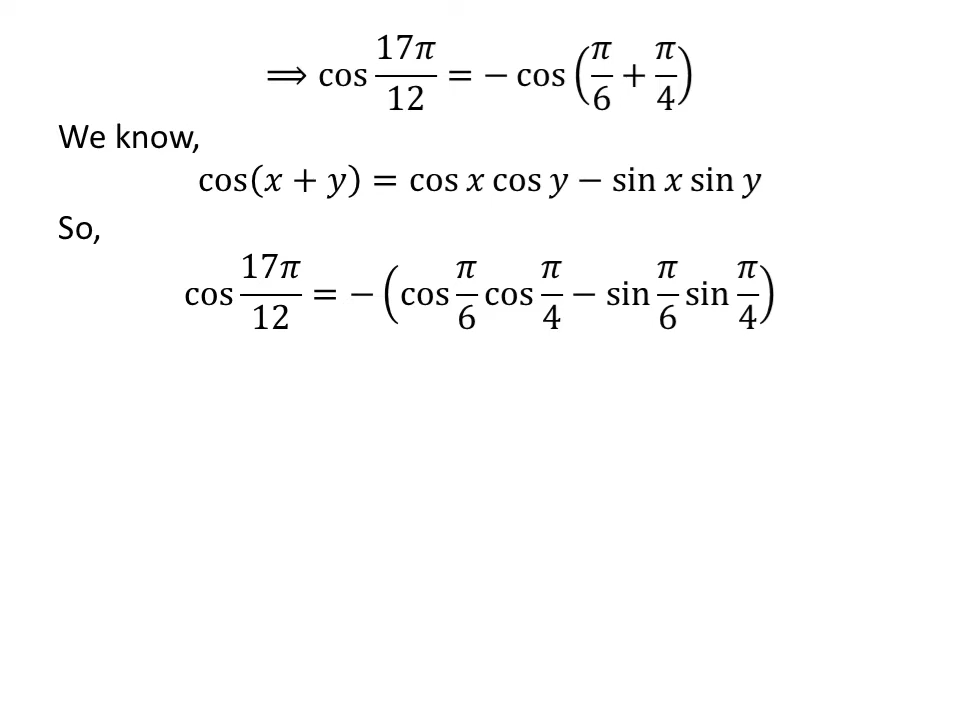 ⟹ cos 17π/12 = − cos (π/6 + π/4)
We know,
cos(x + y) = cos x cos y − sin x sin y
So,
cos 17π/12 = − (cos π/6 cos π/4 − sin π/6 sin π/4)